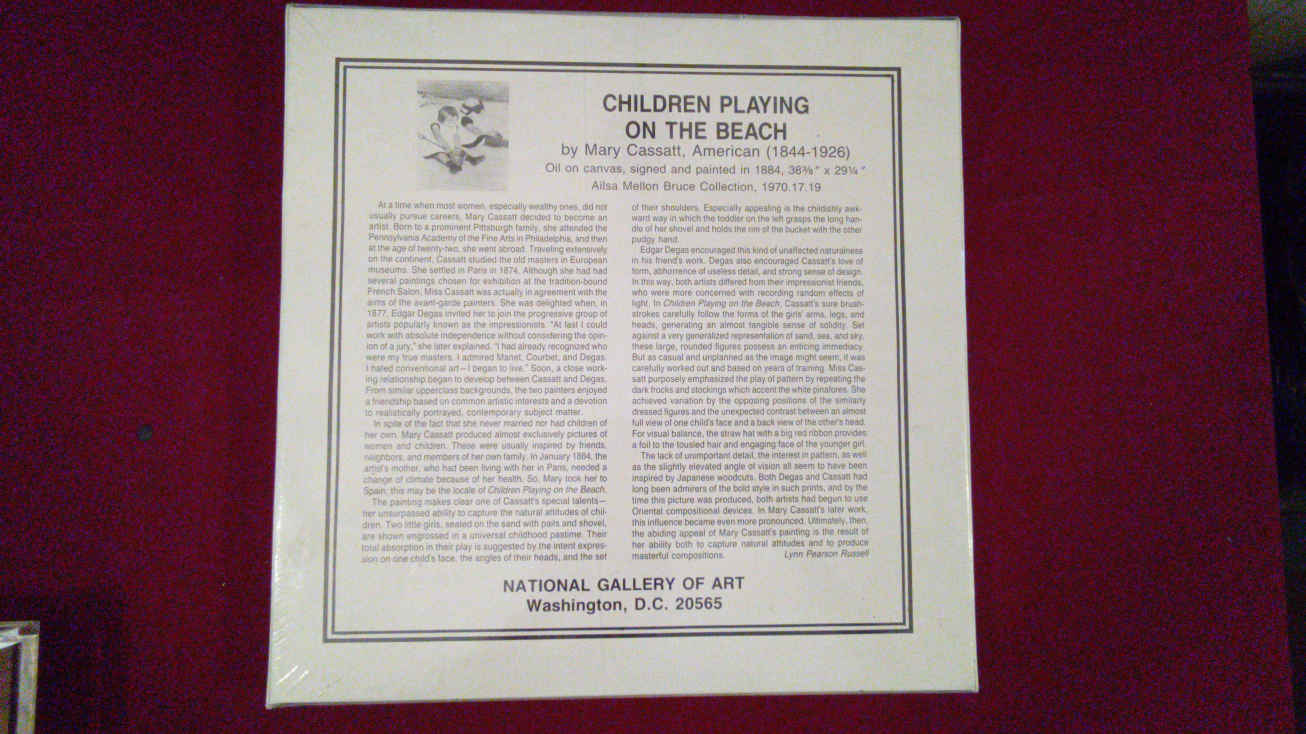 CHILDREN PLAYING
ON THE BEACH
by Mary Cassatt, American (1844-1926)
Oil on canvas, signed and painted in 1884, 38⅜" x 29¼"
Ailsa Mellon Bruce Collection, 1970.17.19
At a time when most women, especially wealthy ones, did not
usually pursue careers, Mary Cassatt decided to become an
artist. Born to a prominent Pittsburgh family, she attended the
Pennsylvania Academy of the Fine Arts in Philadelphia, and then
at the age of twenty-two, she went abroad. Traveling extensively
on the continent, Cassatt studied the old masters in European
museums. She settled in Paris in 1874. Although she had had
several paintings chosen for exhibition at the tradition-bound
French Salon, Miss Cassatt was actually in agreement with the
aims of the avant-garde painters. She was delighted when, in
1877, Edgar Degas invited her to join the progressive group of
artists popularly known as the impressionists. "At last I could
work with absolute independence without considering the opin-
ion of a jury," she later explained. "I had already recognized who
were my true masters. I admired Manet, Courbet, and Degas.
I hated conventional art—I began to live." Soon, a close work-
ing relationship began to develop between Cassatt and Degas.
From similar upperclass backgrounds, the two painters enjoyed
a friendship based on common artistic interests and a devotion
to realistically portrayed, contemporary subject matter.
In spite of the fact that she never married nor had children of
her own, Mary Cassatt produced almost exclusively pictures of
women and children. These were usually inspired by friends,
neighbors, and members of her own family. In January 1884, the
artist's mother, who had been living with her in Paris, needed a
change of climate because of her health. So, Mary took her to
Spain; this may be the locale of Children Playing on the Beach.
The painting makes clear one of Cassatt's special talents—
her unsurpassed ability to capture the natural attitudes of chil-
dren. Two little girls, seated on the sand with pails and shovel,
are shown engrossed in a universal childhood pastime. Their
total absorption in their play is suggested by the intent expres-
sion on one child's face, the angles of their heads, and the set
of their shoulders. Especially appealing is the childishly awk-
ward way in which the toddler on the left grasps the long han-
dle of her shovel and holds the rim of the bucket with the other
pudgy hand.
Edgar Degas encouraged this kind of unaffected naturalness
in his friend's work. Degas also encouraged Cassatt's love of
form, abhorrence of useless detail, and strong sense of design.
In this way, both artists differed from their impressionist friends,
who were more concerned with recording random effects of
light. In Children Playing on the Beach, Cassatt's sure brush-
strokes carefully follow the forms of the girls' arms, legs, and
heads, generating an almost tangible sense of solidity. Set
against a very generalized representation of sand, sea, and sky,
these large, rounded figures possess an enticing immediacy.
But as casual and unplanned as the image might seem, it was
carefully worked out and based on years of training. Miss Cas-
satt purposely emphasized the play of pattern by repeating the
dark frocks and stockings which accent the white pinafores. She
achieved variation by the opposing positions of the similarly
dressed figures and the unexpected contrast between an almost
full view of one child's face and a back view of the other's head.
For visual balance, the straw hat with a big red ribbon provides
a foil to the tousled hair and engaging face of the younger girl.
The lack of unimportant detail, the interest in pattern, as well
as the slightly elevated angle of vision all seem to have been
inspired by Japanese woodcuts. Both Degas and Cassatt had
long been admirers of the bold style in such prints, and by the
time this picture was produced, both artists had begun to use
Oriental compositional devices. In Mary Cassatt's later work,
this influence became even more pronounced. Ultimately, then,
the abiding appeal of Mary Cassatt's painting is the result of
her ability both to capture natural attitudes and to produce
masterful compositions. Lynn Pearson Russell
NATIONAL GALLERY OF ART
Washington, D.C. 20565